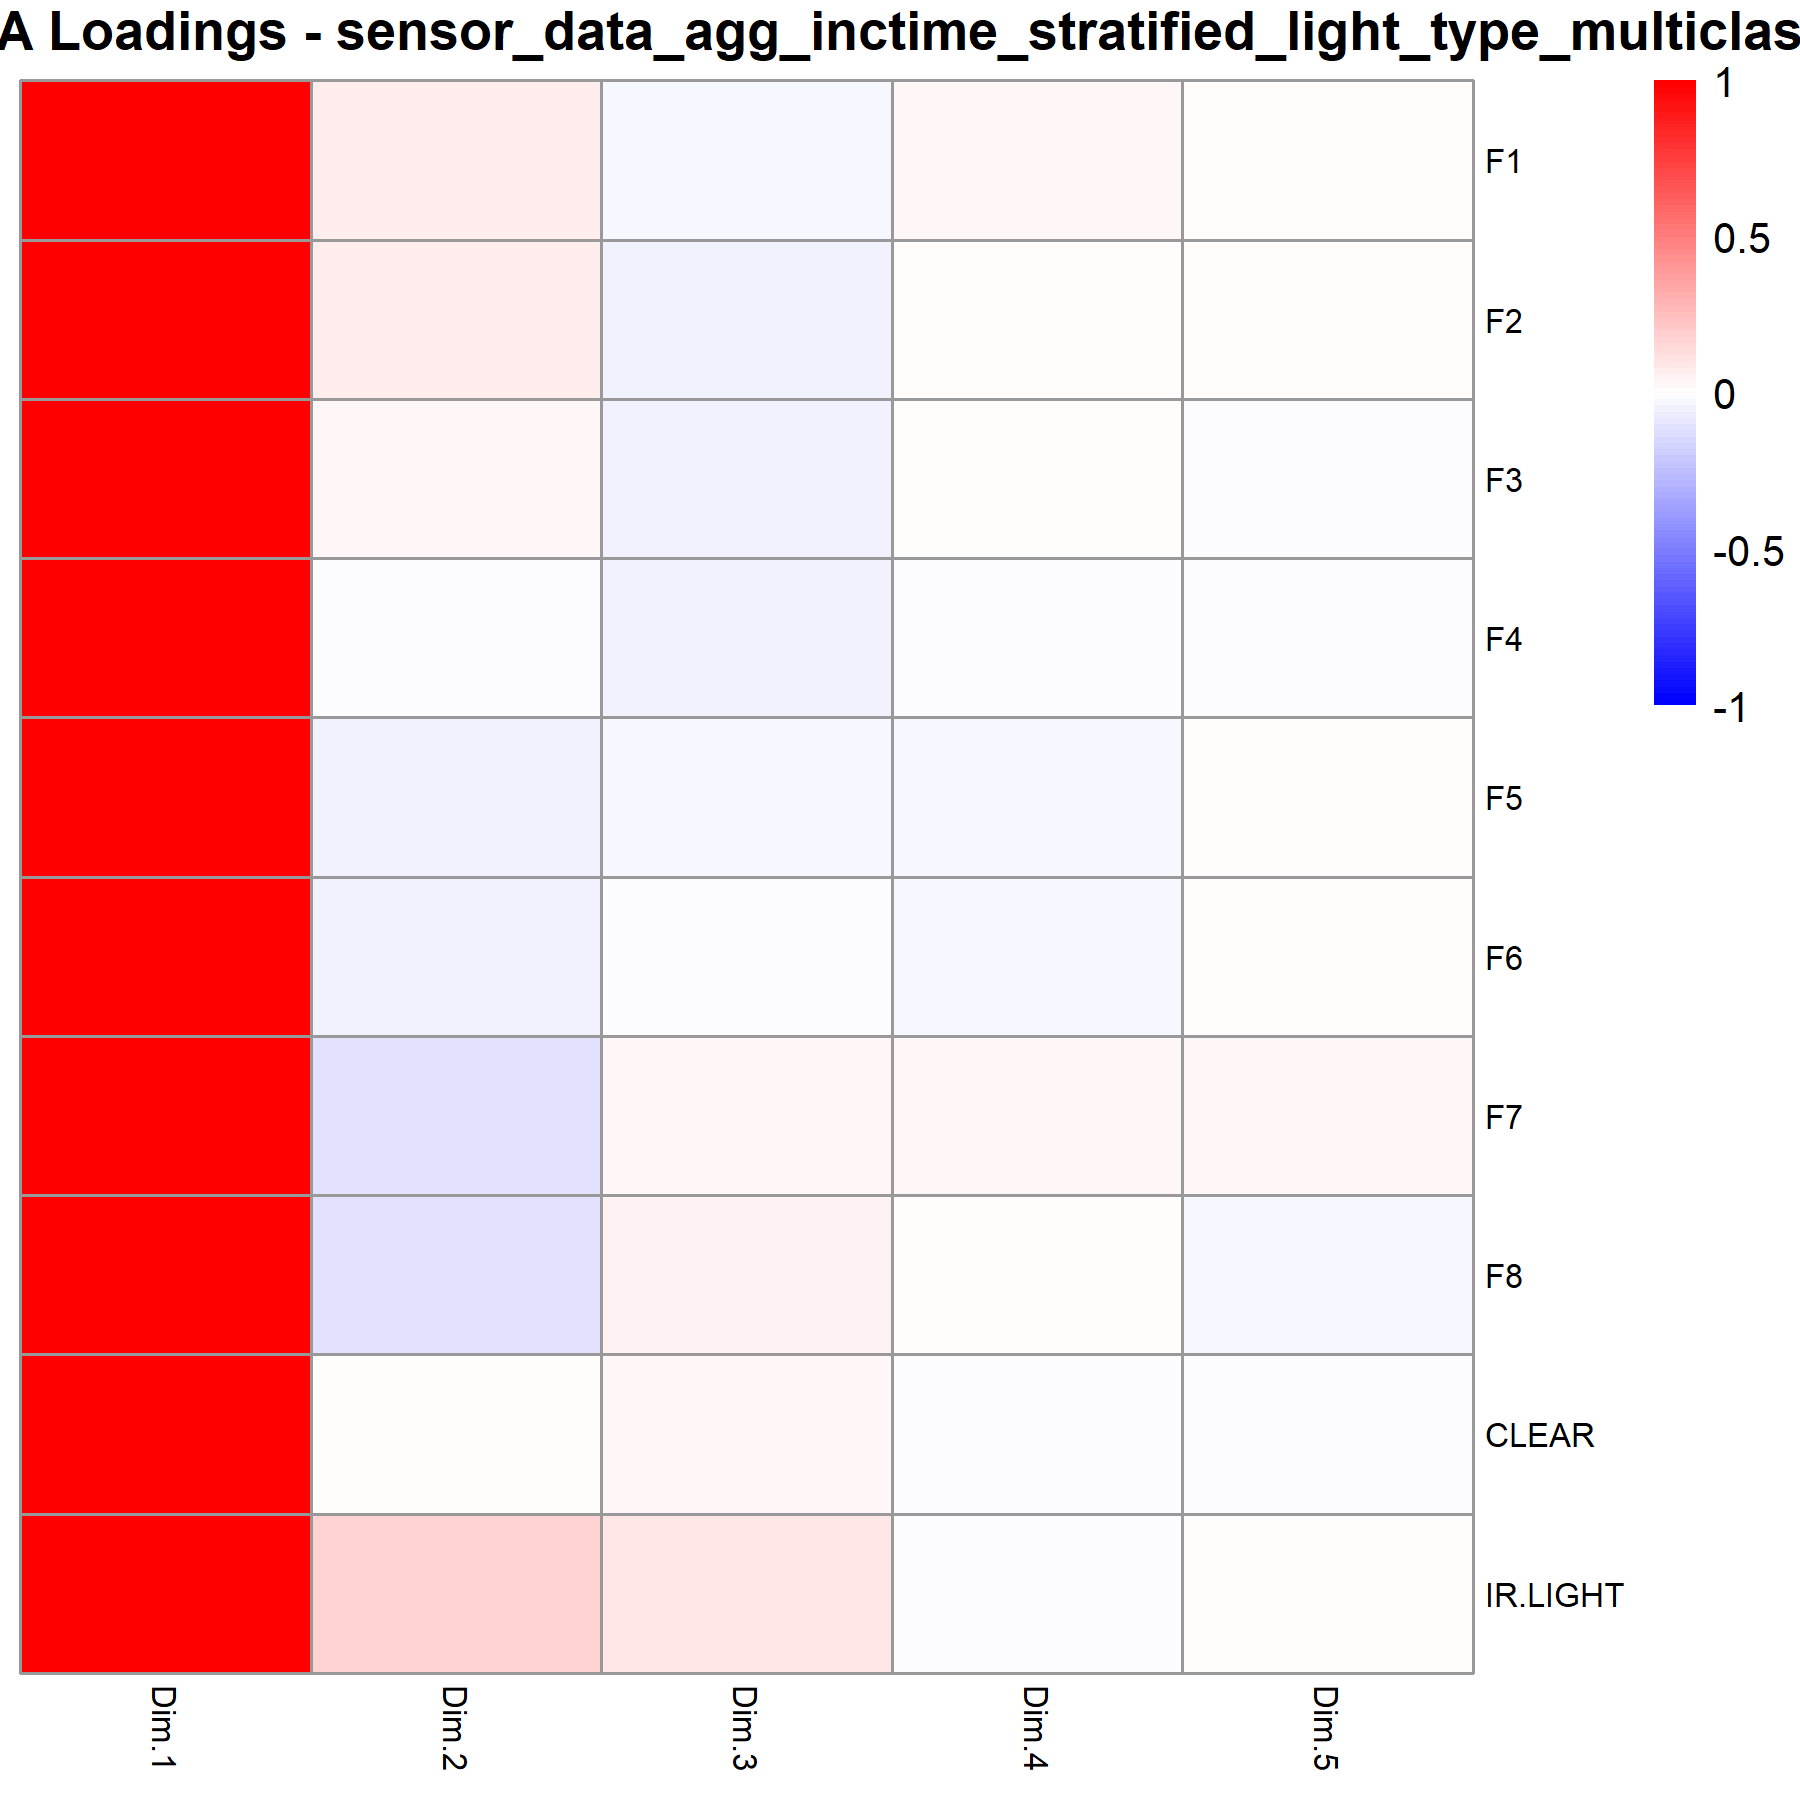 A Loadings - sensor_data_agg_inctime_stratified_light_type_multiclas
1
0.5
0
-0.5
-1
F1
F2
F3
F4
F5
F6
F7
F8
CLEAR
IR.LIGHT
Dim.1
Dim.2
Dim.3
Dim.4
Dim.5